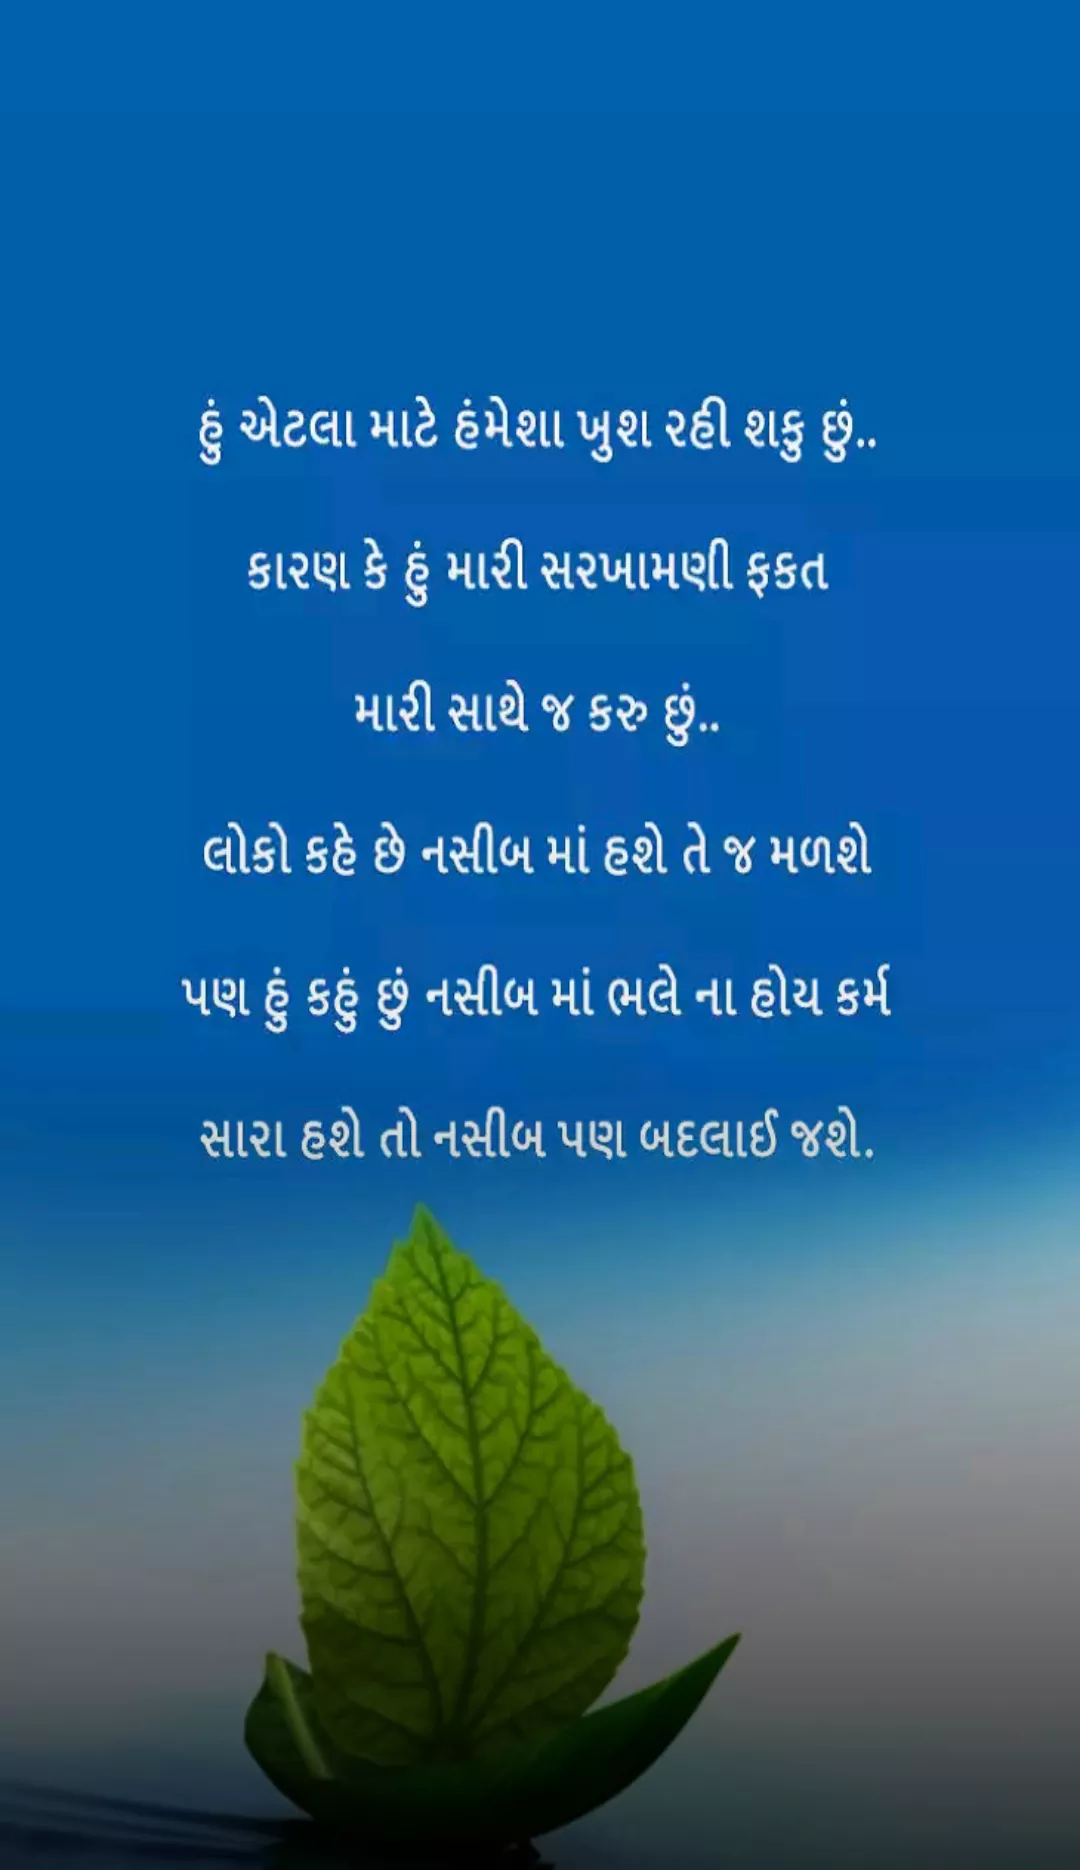 હું એટલા માટે હંમેશા ખુશ રહી શકુ છું..
કારણ કે હું મારી સરખામણી ફકત
મારી સાથે જ કરુ છું..
લોકો કહે છે નસીબ માં હશે તે જ મળશે
પણ હું કહું છું નસીબ માં ભલે ના હોય કર્મ
સારા હશે તો નસીબ પણ બદલાઈ જશે.